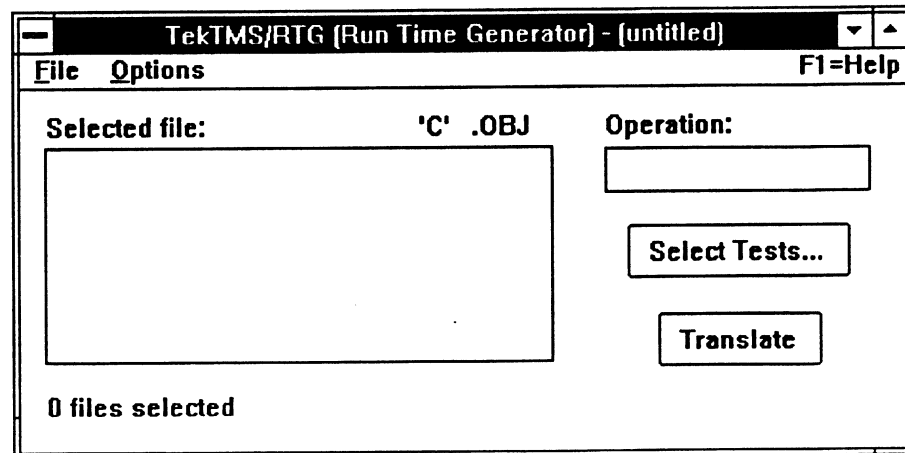 TekTMS/RTG (Run Time Generator) - (untitled)
File Options F1=Help
Selected file: 'C' .OBJ Operation:
Select Tests...
Translate
0 files selected